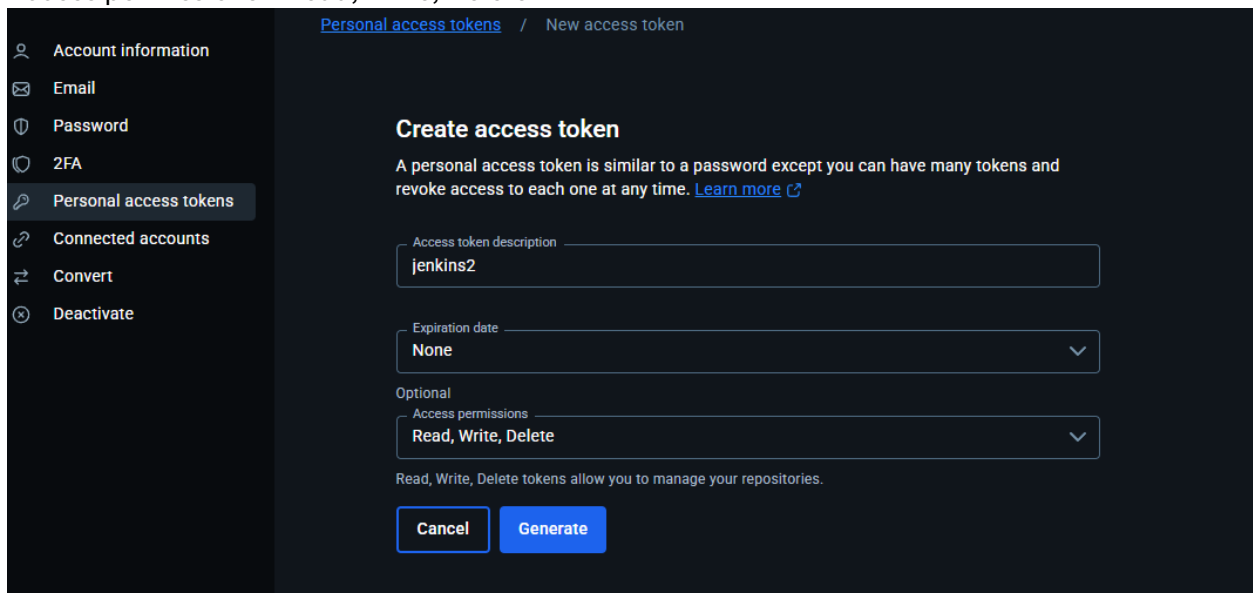 Personal access tokens / New access token
Account information
Email
Password
2FA
Personal access tokens
Connected accounts
Convert
Deactivate
Create access token
A personal access token is similar to a password except you can have many tokens and
revoke access to each one at any time. Learn more
Access token description
jenkins2
Expiration date
None
Optional
Access permissions
Read, Write, Delete
Read, Write, Delete tokens allow you to manage your repositories.
Cancel Generate